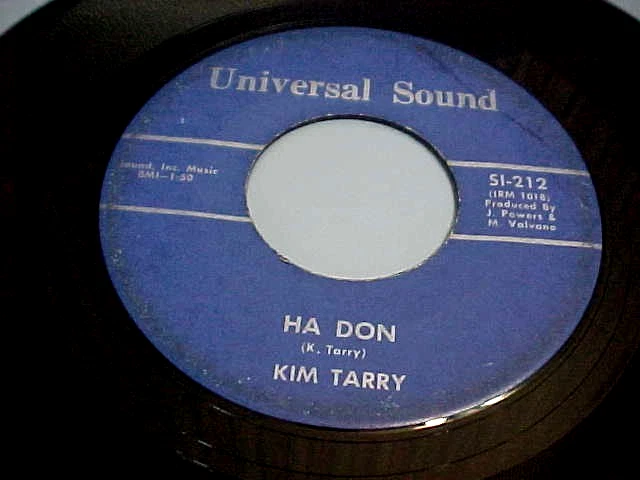 Universal Sound
Sound, Inc. Music
BMI-1:50
SI-212
(IRM 1018)
Produced By
J. Powers &
M. Valvano
HA DON
(K. Tarry)
KIM TARRY